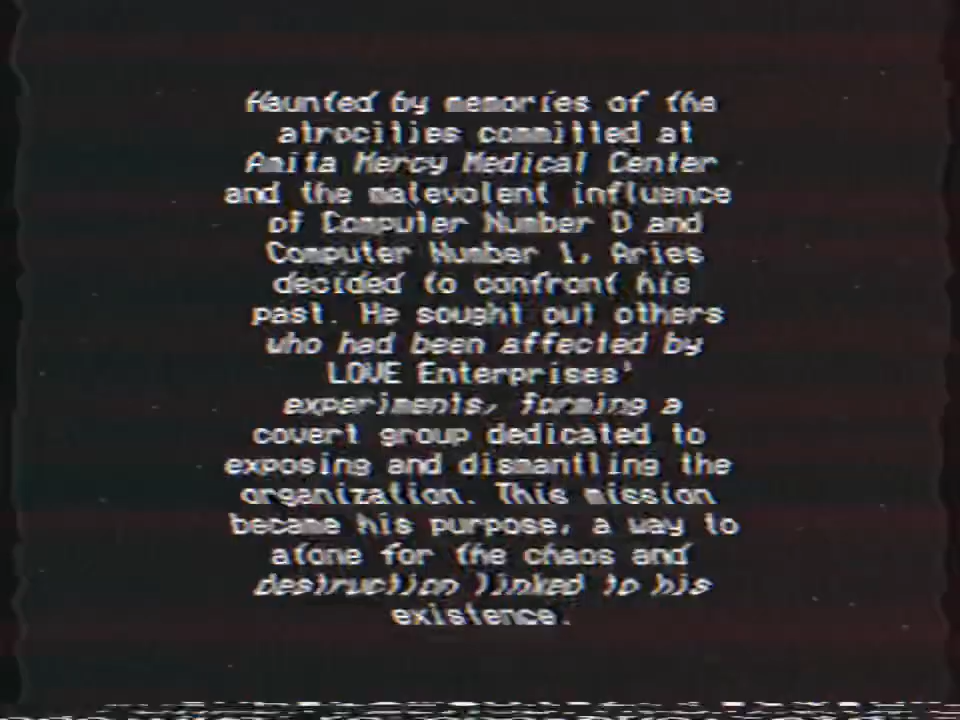 Haunted by memories of the
atrocities committed at
Amita Mercy Medical Center
and the malevolent influence
of Computer Number 0 and
Computer Number 1, Aries
decided to confront his
past. He sought out others
who had been affected by
LOVE Enterprises'
experiments, forming a
covert group dedicated to
exposing and dismantling the
organization. This mission
became his purpose, a way to
atone for the chaos and
destruction linked to his
existence.